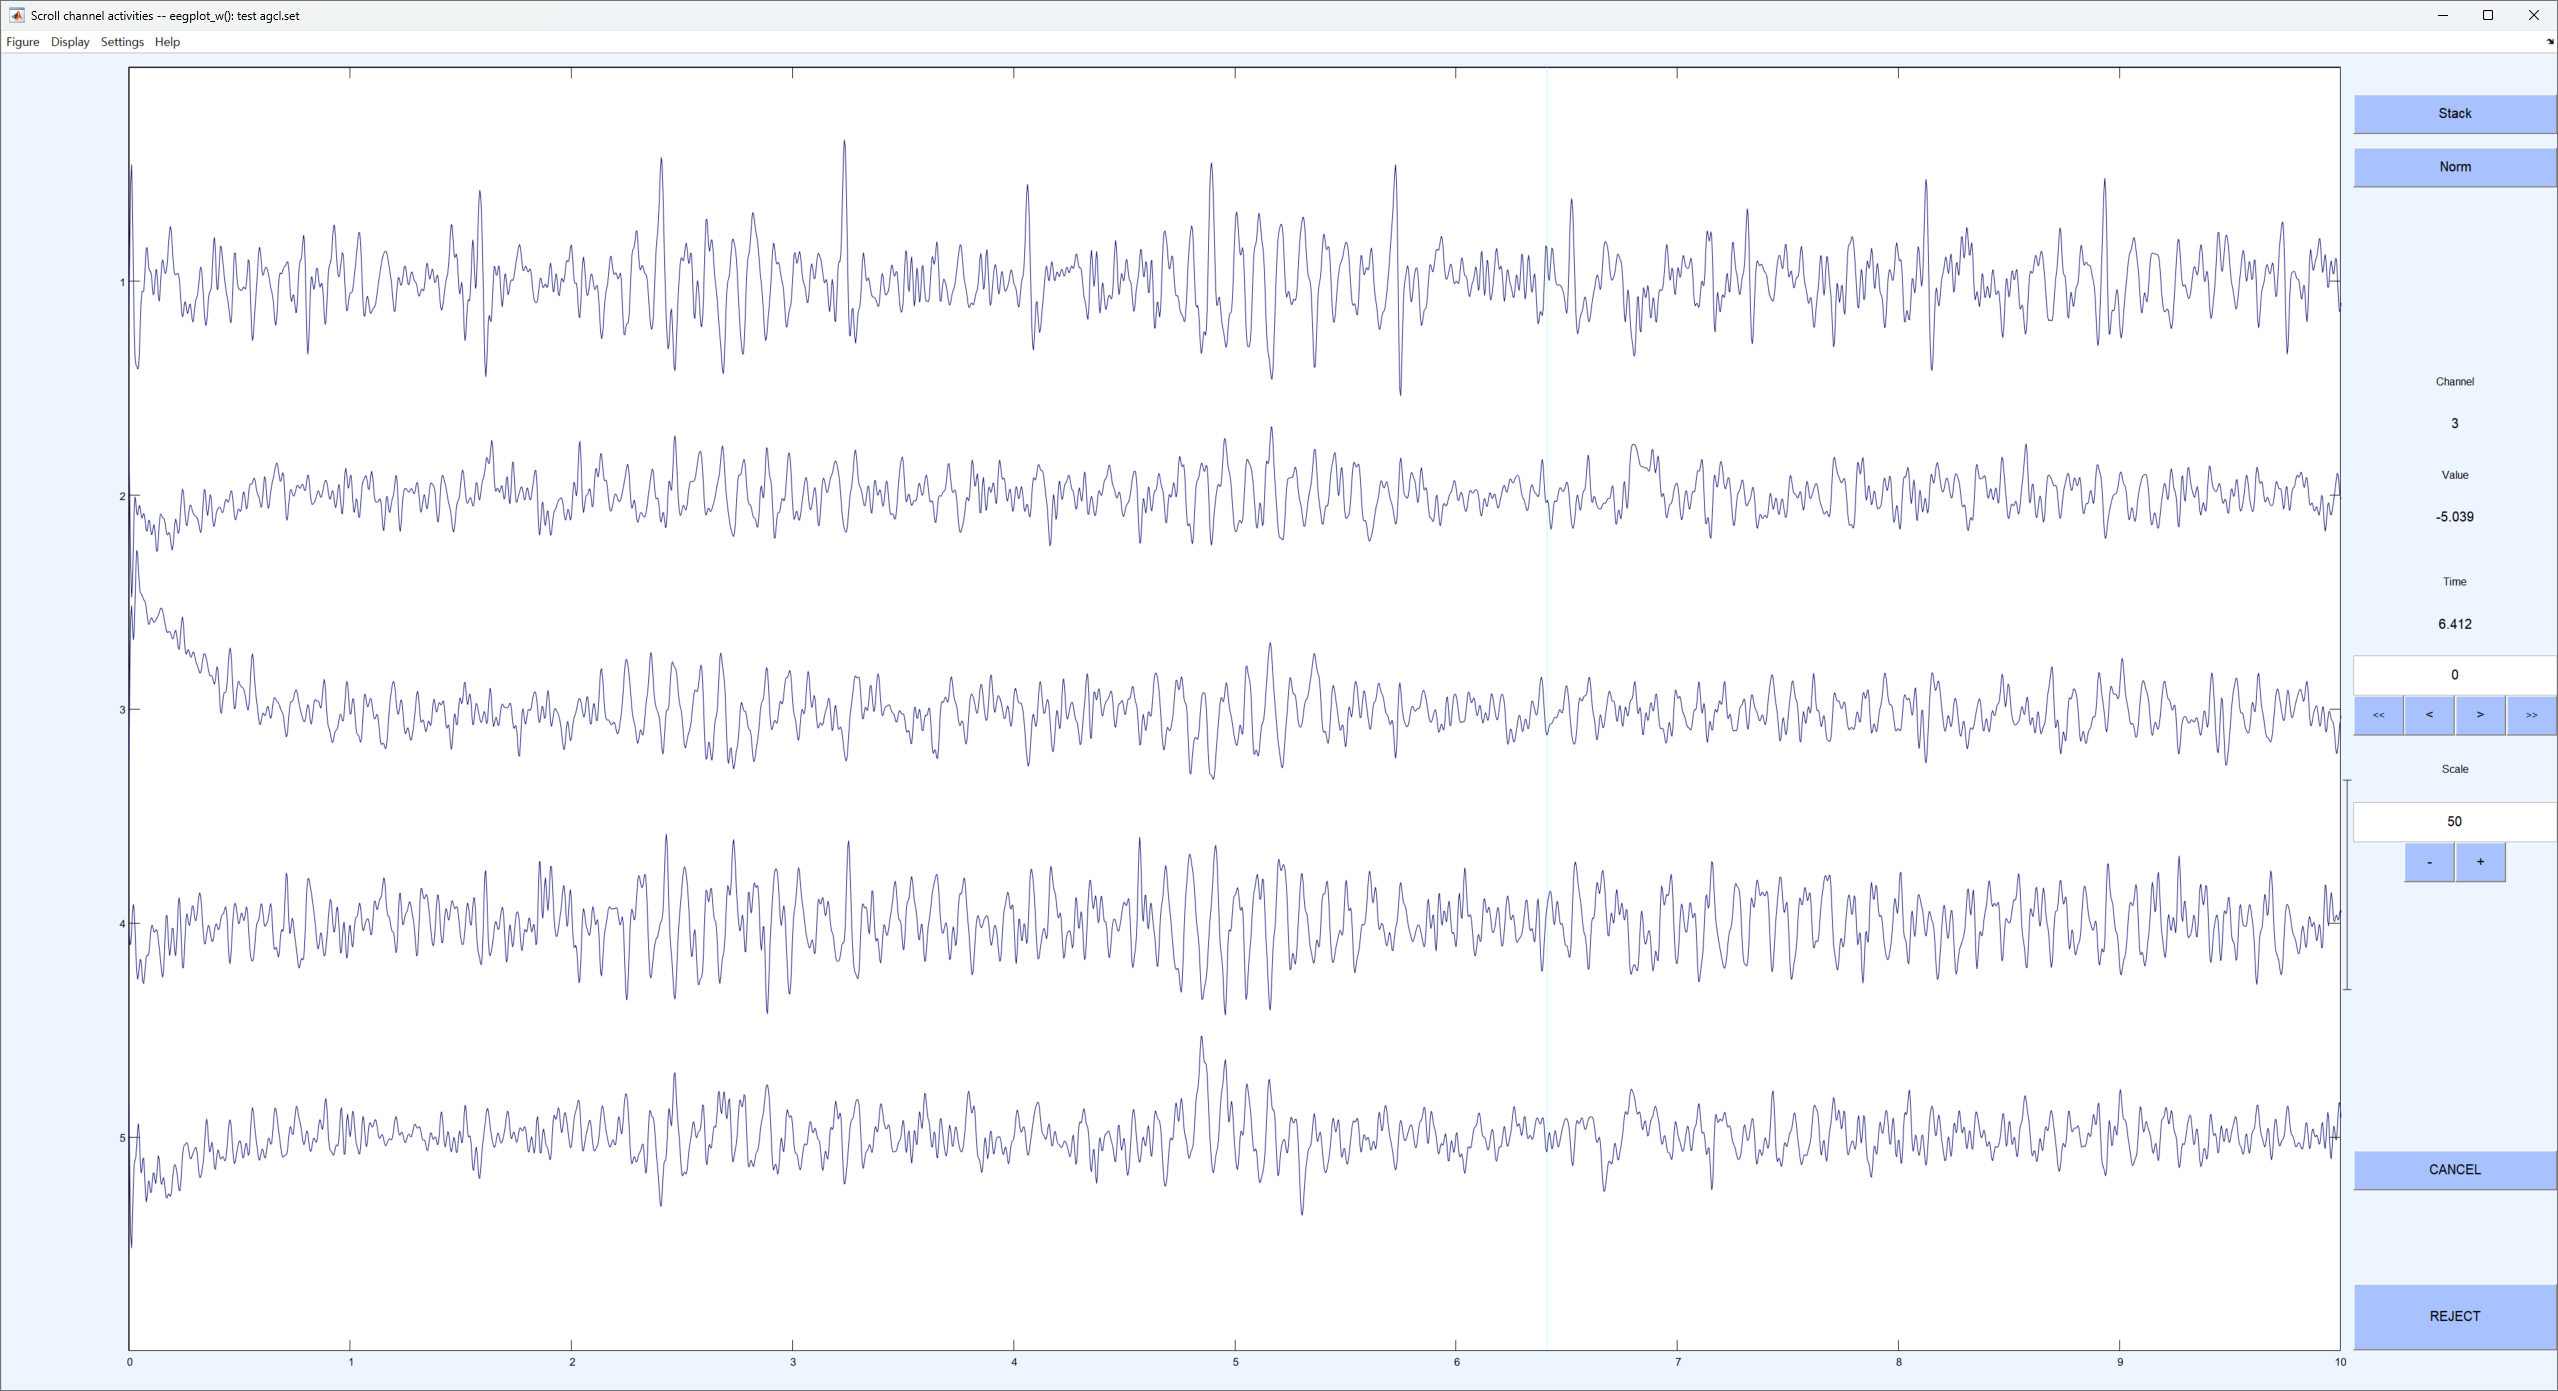 Scroll channel activities -- eegplot_w(): test agcl.set
Figure Display Settings Help
Stack
Norm
Channel
3
Value
-5.039
Time
6.412
0
<< < > >>
Scale
50
- +
CANCEL
REJECT
1
2
3
4
5
0 1 2 3 4 5 6 7 8 9 10